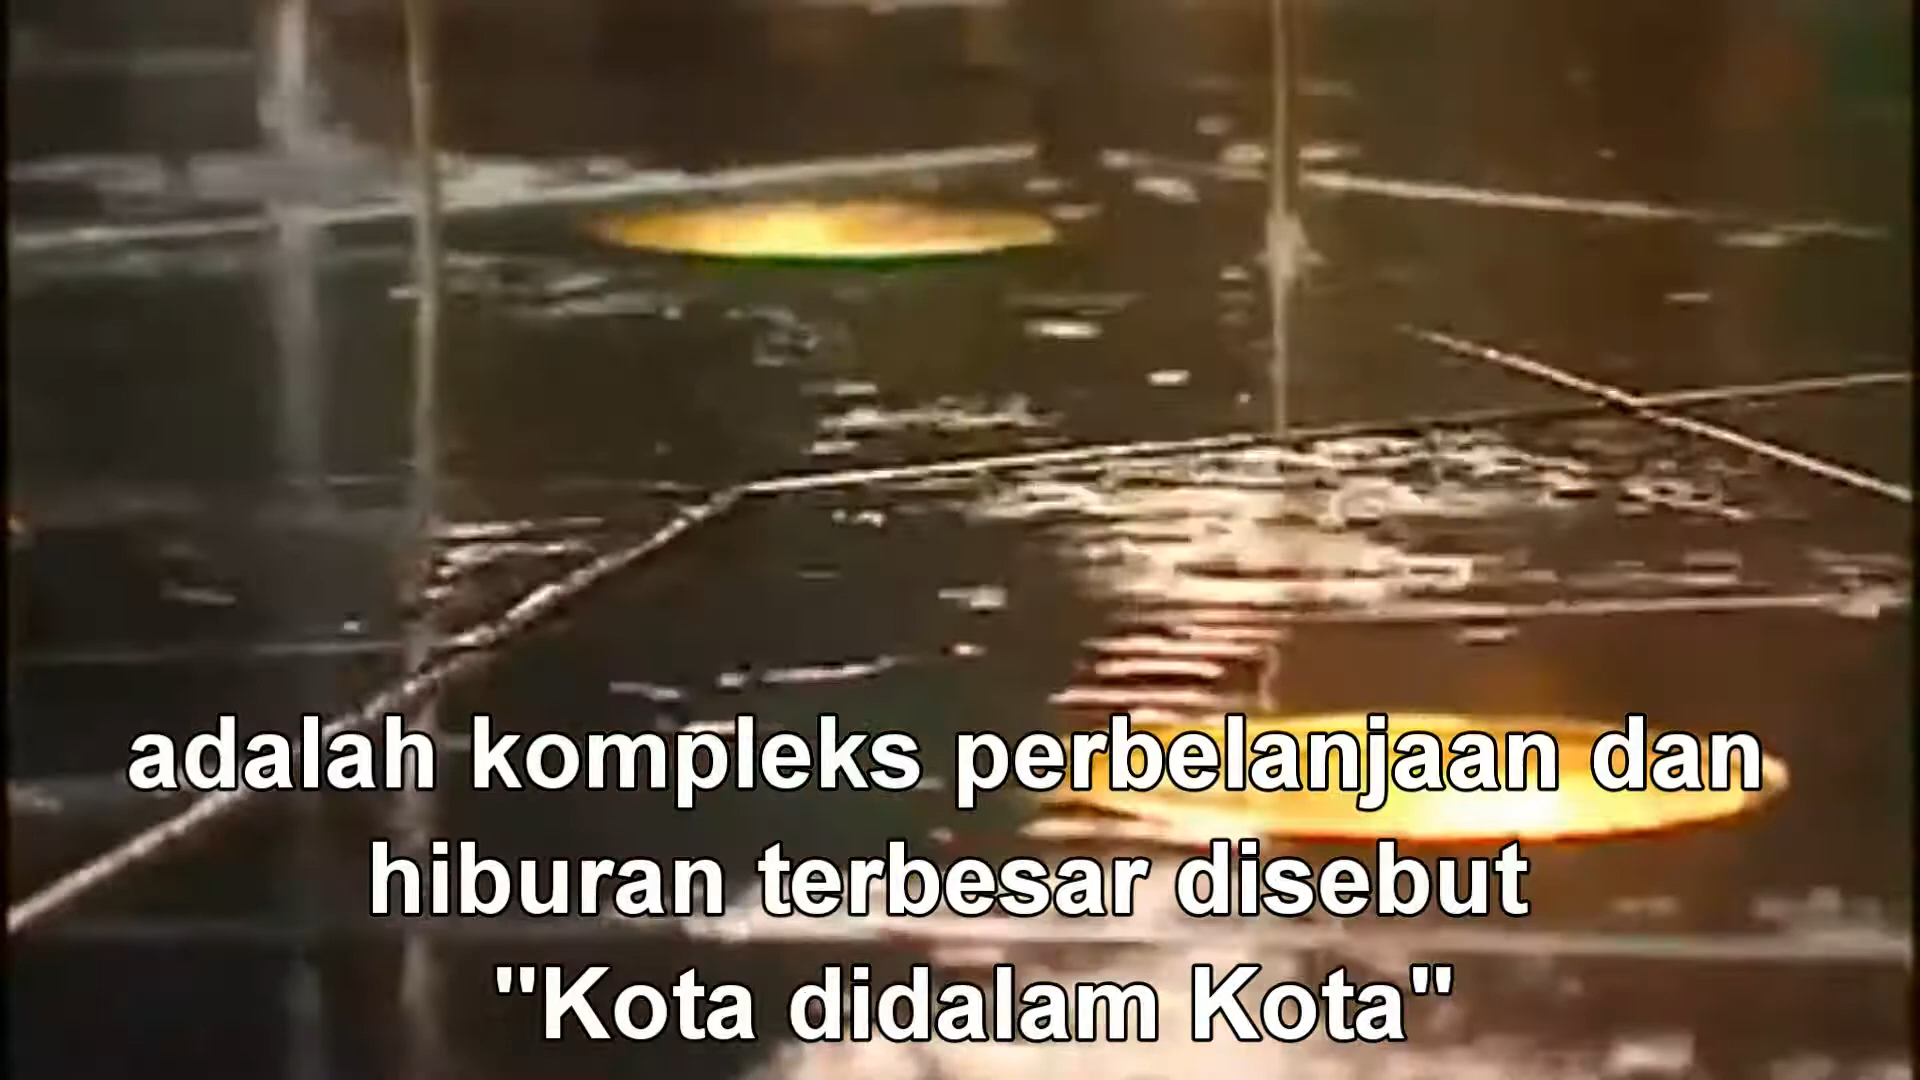 adalah kompleks perbelanjaan dan
hiburan terbesar disebut
"Kota didalam Kota"